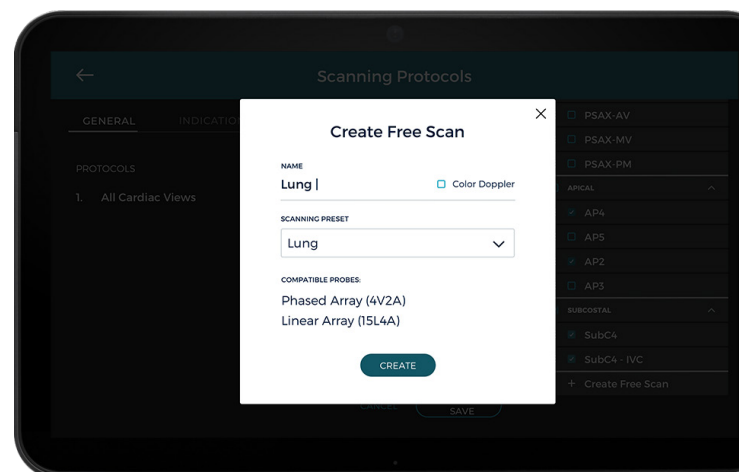 Scanning Protocols
GENERAL
PROTOCOLS
1. All Cardiac Views
Create Free Scan
NAME
Lung
Color Doppler
SCANNING PRESET
Lung
COMPATIBLE PROBES:
Phased Array (4V2A)
Linear Array (15L4A)
CREATE
PSAX-AV
PSAX-MV
PSAX-PM
APICAL
AP4
AP5
AP2
AP3
SUBCOSTAL
SubC4
SubC4 - IVC
+ Create Free Scan
CANCEL
SAVE